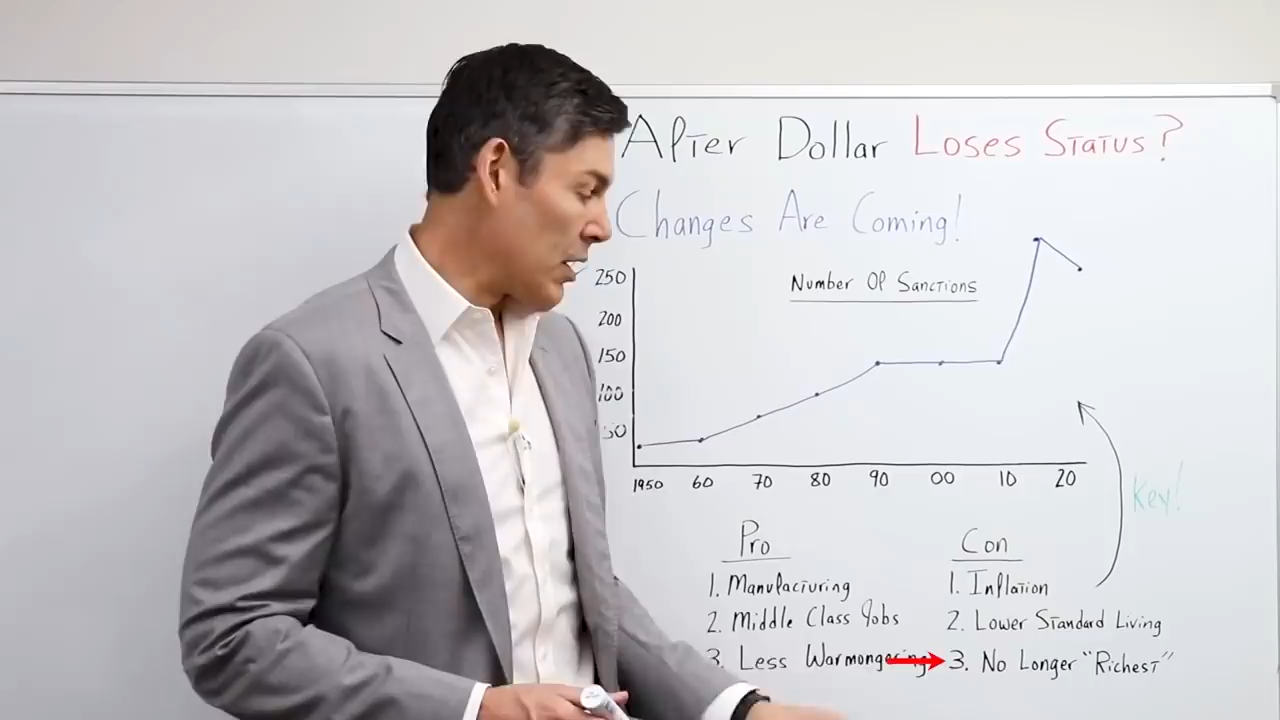 After Dollar Loses Status?
Changes Are Coming!
Number Of Sanctions
250
200
150
100
50
1950 60 70 80 90 00 10 20
Key!
Pro
1. Manufacturing
2. Middle Class Jobs
3. Less Warmongering
Con
1. Inflation
2. Lower Standard Living
3. No Longer "Richest"